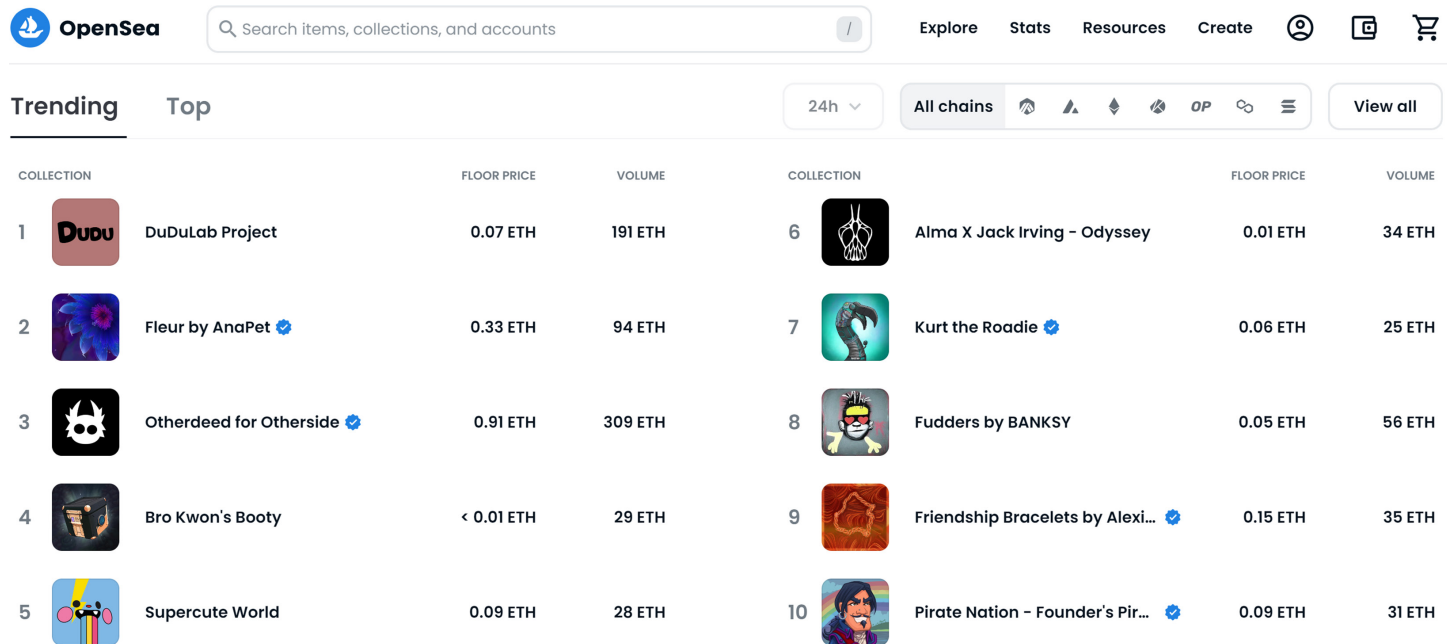 OpenSea
Search items, collections, and accounts
/
Explore Stats Resources Create
Trending Top
24h
All chains
OP
View all
COLLECTION FLOOR PRICE VOLUME
1 DUDU DuDuLab Project 0.07 ETH 191 ETH
2 Fleur by AnaPet 0.33 ETH 94 ETH
3 Otherdeed for Otherside 0.91 ETH 309 ETH
4 Bro Kwon's Booty < 0.01 ETH 29 ETH
5 Supercute World 0.09 ETH 28 ETH
COLLECTION FLOOR PRICE VOLUME
6 Alma X Jack Irving - Odyssey 0.01 ETH 34 ETH
7 Kurt the Roadie 0.06 ETH 25 ETH
8 Fudders by BANKSY 0.05 ETH 56 ETH
9 Friendship Bracelets by Alexi... 0.15 ETH 35 ETH
10 Pirate Nation - Founder's Pir... 0.09 ETH 31 ETH